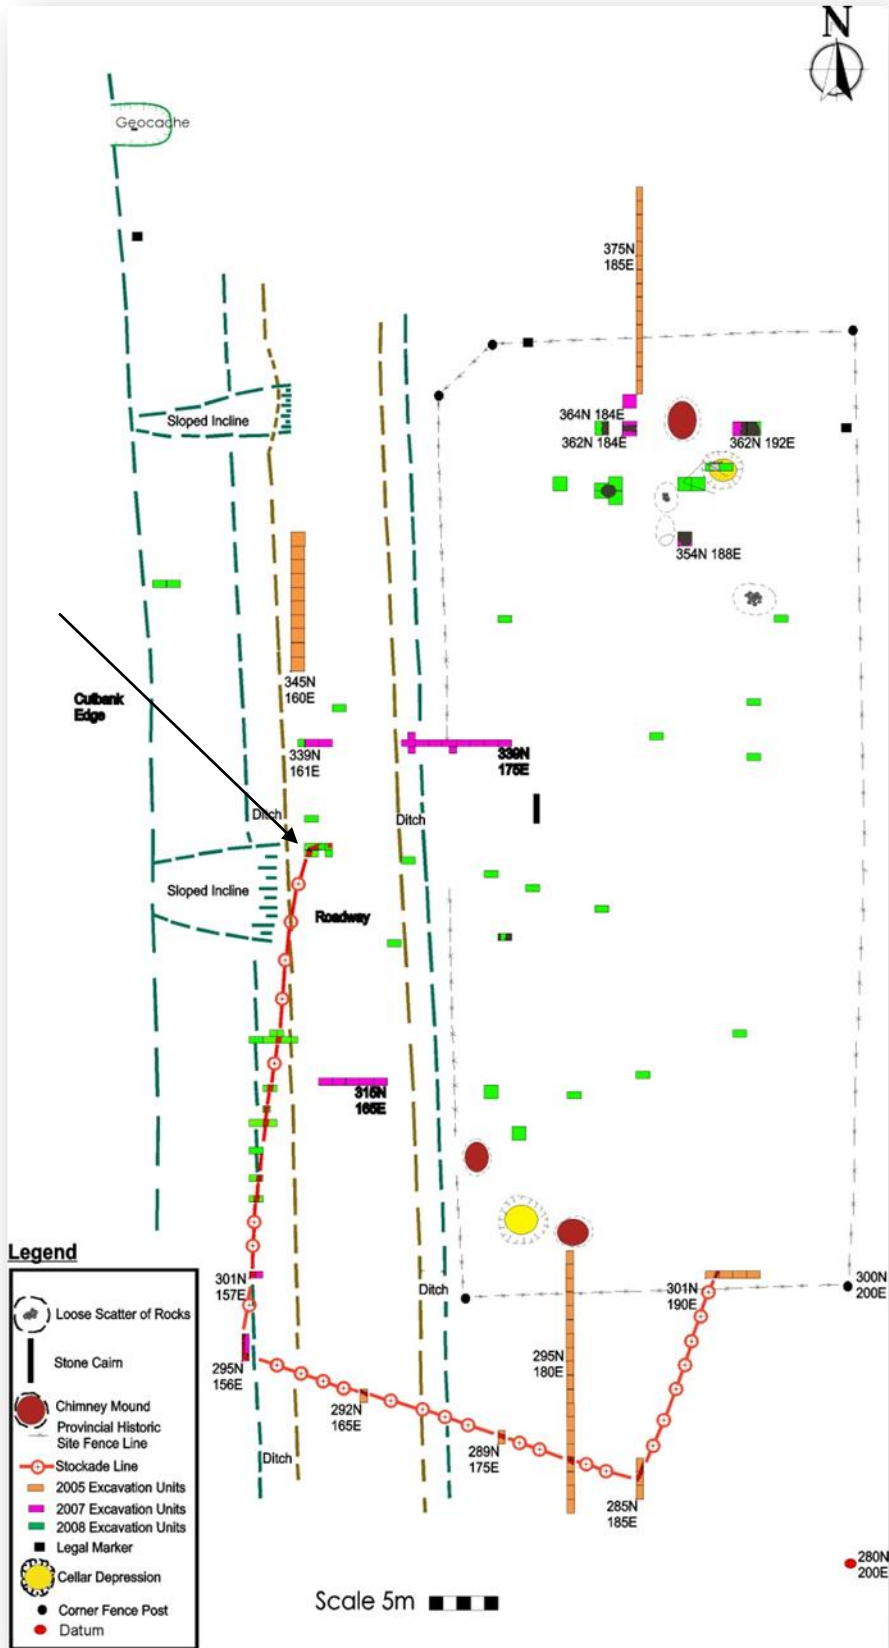 N
Geocache
375N
185E
Sloped Incline
364N 184E
362N 184E
362N 192E
354N 188E
345N
160E
Cutbank
Edge
339N
161E
339N
175E
Ditch
Ditch
Sloped Incline
Roadway
315N
165E
Legend
Loose Scatter of Rocks
Stone Cairn
Chimney Mound
Provincial Historic
Site Fence Line
Stockade Line
2005 Excavation Units
2007 Excavation Units
2008 Excavation Units
Legal Marker
Cellar Depression
Corner Fence Post
Datum
301N
157E
295N
156E
Ditch
292N
165E
Ditch
289N
175E
295N
180E
301N
190E
300N
200E
285N
185E
280N
200E
Scale 5m